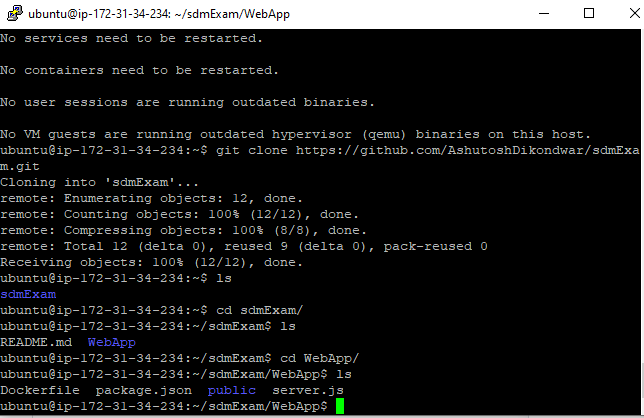 ubuntu@ip-172-31-34-234: ~/sdmExam/WebApp
No services need to be restarted.
No containers need to be restarted.
No user sessions are running outdated binaries.
No VM guests are running outdated hypervisor (qemu) binaries on this host.
ubuntu@ip-172-31-34-234:~$ git clone https://github.com/AshutoshDikondwar/sdmExa
m.git
Cloning into 'sdmExam'...
remote: Enumerating objects: 12, done.
remote: Counting objects: 100% (12/12), done.
remote: Compressing objects: 100% (8/8), done.
remote: Total 12 (delta 0), reused 9 (delta 0), pack-reused 0
Receiving objects: 100% (12/12), done.
ubuntu@ip-172-31-34-234:~$ ls
sdmExam
ubuntu@ip-172-31-34-234:~$ cd sdmExam/
ubuntu@ip-172-31-34-234:~/sdmExam$ ls
README.md  WebApp
ubuntu@ip-172-31-34-234:~/sdmExam$ cd WebApp/
ubuntu@ip-172-31-34-234:~/sdmExam/WebApp$ ls
Dockerfile  package.json  public  server.js
ubuntu@ip-172-31-34-234:~/sdmExam/WebApp$